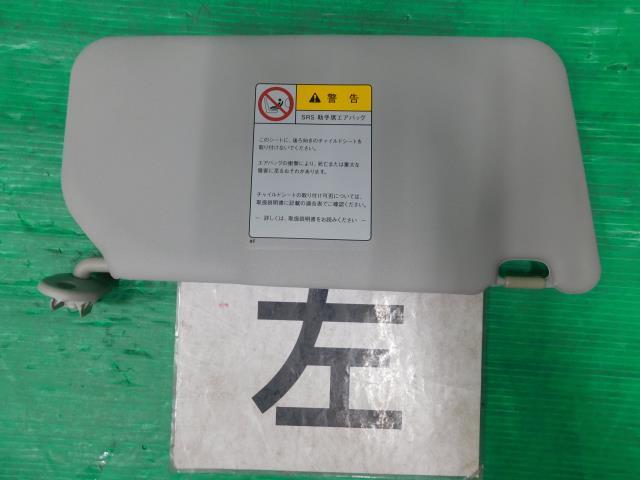 警告
SRS 助手席エアバッグ
このシートに、後ろ向きのチャイルドシートを
取り付けないでください。
エアバッグの衝撃により、死亡または重大な
傷害に至るおそれがあります。
チャイルドシートの取り付け可否については、
取扱説明書に記載の適合表でご確認ください。
－ 詳しくは、取扱説明書をお読みください －
左